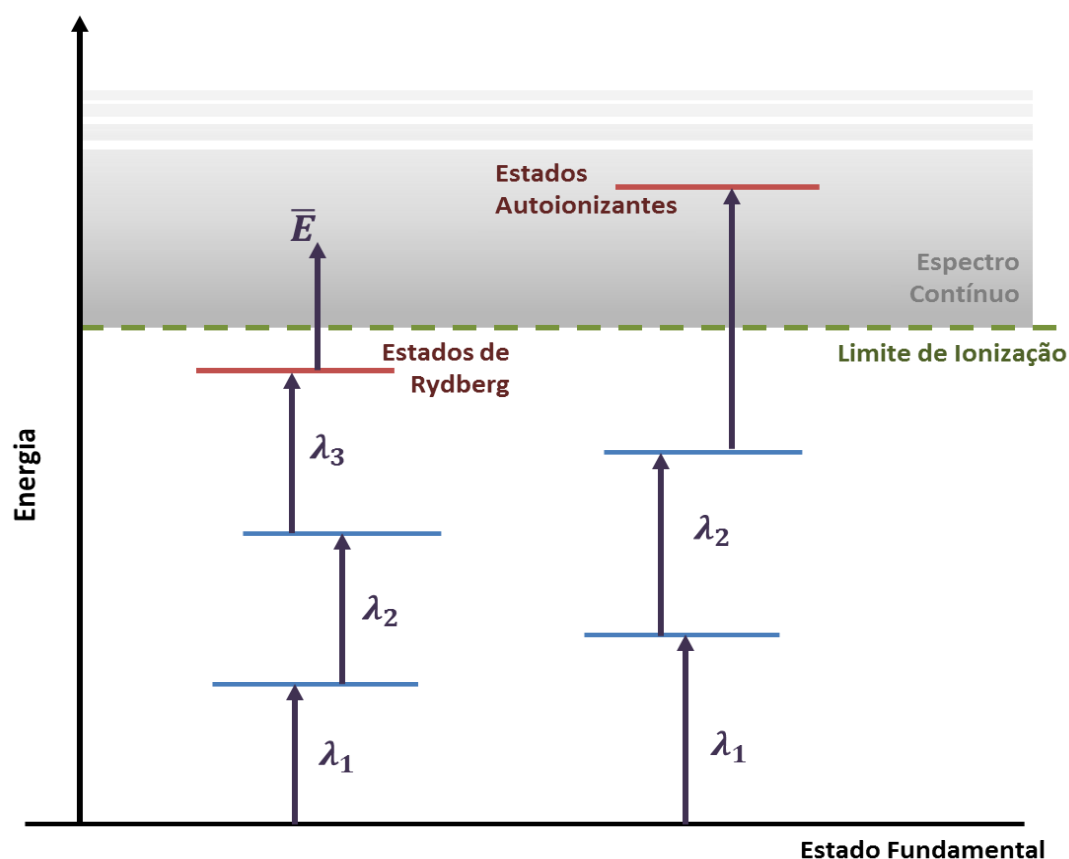 Estados
Autoionizantes
E̅
Espectro
Contínuo
Estados de
Rydberg
Limite de Ionização
λ₃
λ₂
λ₂
λ₁
λ₁
Energia
Estado Fundamental